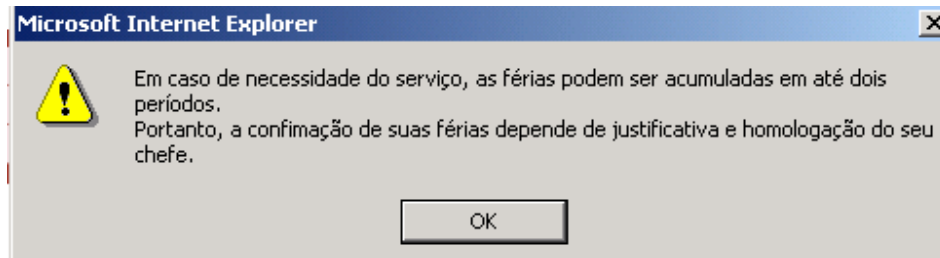 Microsoft Internet Explorer
Em caso de necessidade do serviço, as férias podem ser acumuladas em até dois
períodos.
Portanto, a confimação de suas férias depende de justificativa e homologação do seu
chefe.
OK